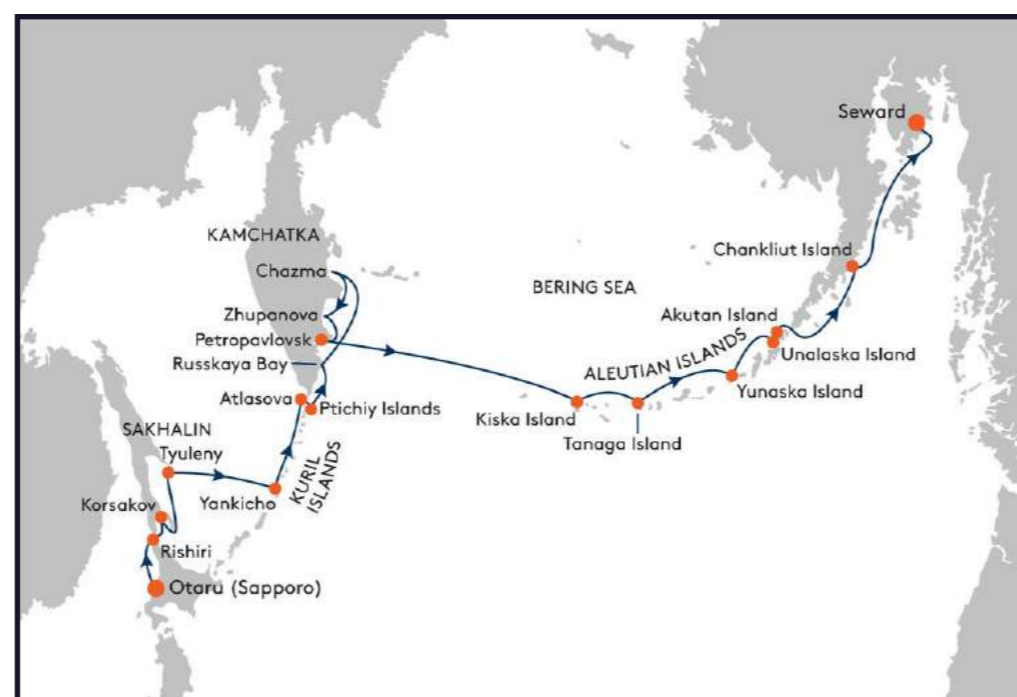 Seward
KAMCHATKA
Chazma
Chankliut Island
BERING SEA
Zhupanova
Akutan Island
Petropavlovsk
Unalaska Island
Russkaya Bay
ALEUTIAN ISLANDS
Yunaska Island
Atlasova
Ptichiy Islands
Kiska Island
Tanaga Island
SAKHALIN
Tyuleny
KURIL
ISLANDS
Yankicho
Korsakov
Rishiri
Otaru (Sapporo)